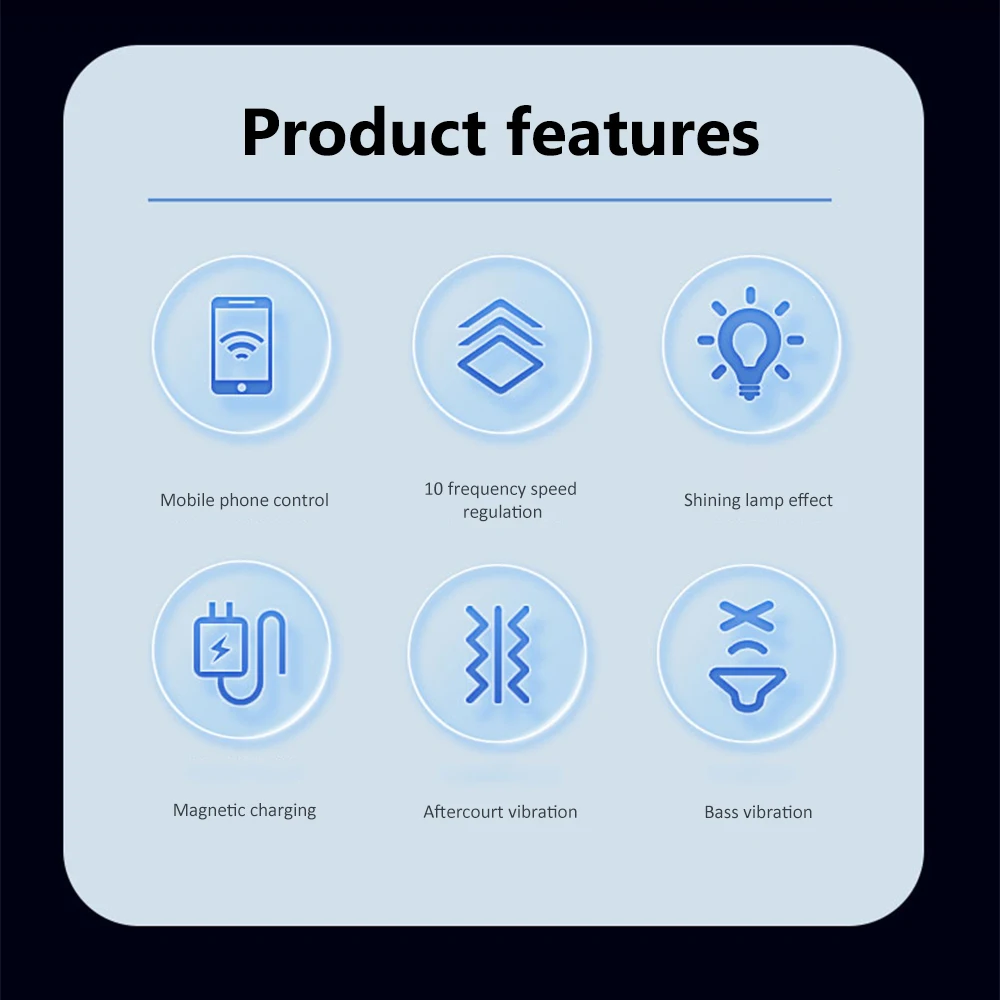 Product features
Mobile phone control
10 frequency speed
regulation
Shining lamp effect
Magnetic charging
Aftercourt vibration
Bass vibration